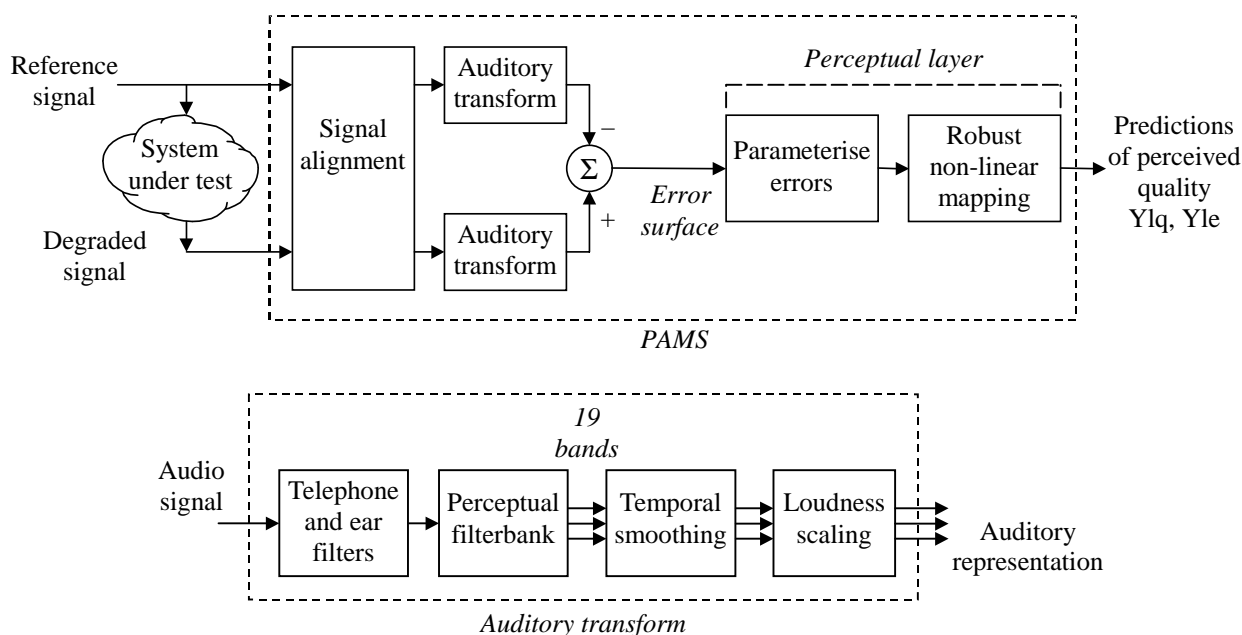 Reference
signal
System
under test
Degraded
signal
Signal
alignment
Auditory
transform
Auditory
transform
−
Σ
+
Error
surface
Perceptual layer
Parameterise
errors
Robust
non-linear
mapping
Predictions
of perceived
quality
Ylq, Yle
PAMS
19
bands
Audio
signal
Telephone
and ear
filters
Perceptual
filterbank
Temporal
smoothing
Loudness
scaling
Auditory
representation
Auditory transform